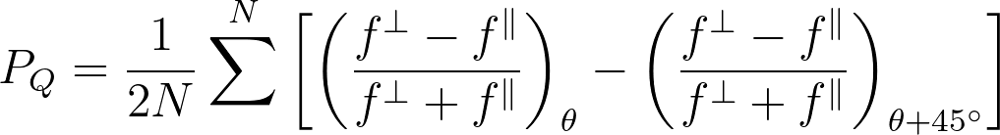 $P_Q = \frac{1}{2N} \sum^{N} \left[ \left( \frac{f^{\perp} - f^{\parallel}}{f^{\perp} + f^{\parallel}} \right)_{\theta} - \left( \frac{f^{\perp} - f^{\parallel}}{f^{\perp} + f^{\parallel}} \right)_{\theta + 45^{\circ}} \right]$